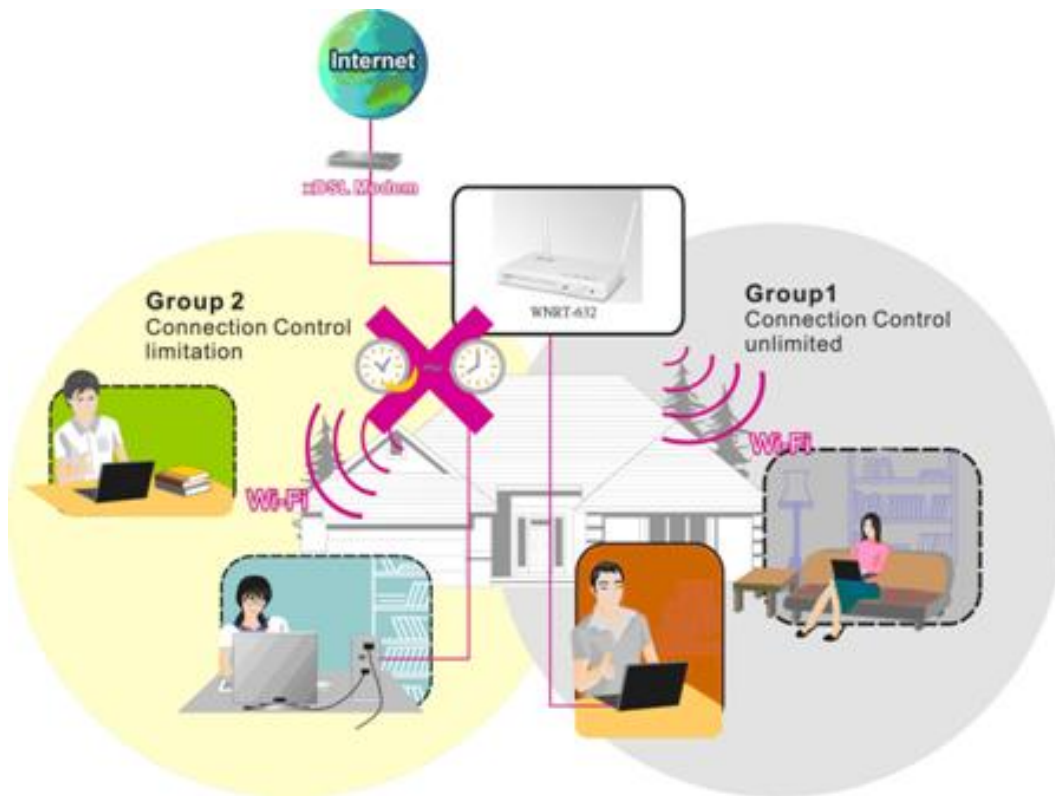 Internet
xDSL Modem
WNRT-632
Group 2
Connection Control
limitation
Group1
Connection Control
unlimited
Wi-Fi
Wi-Fi